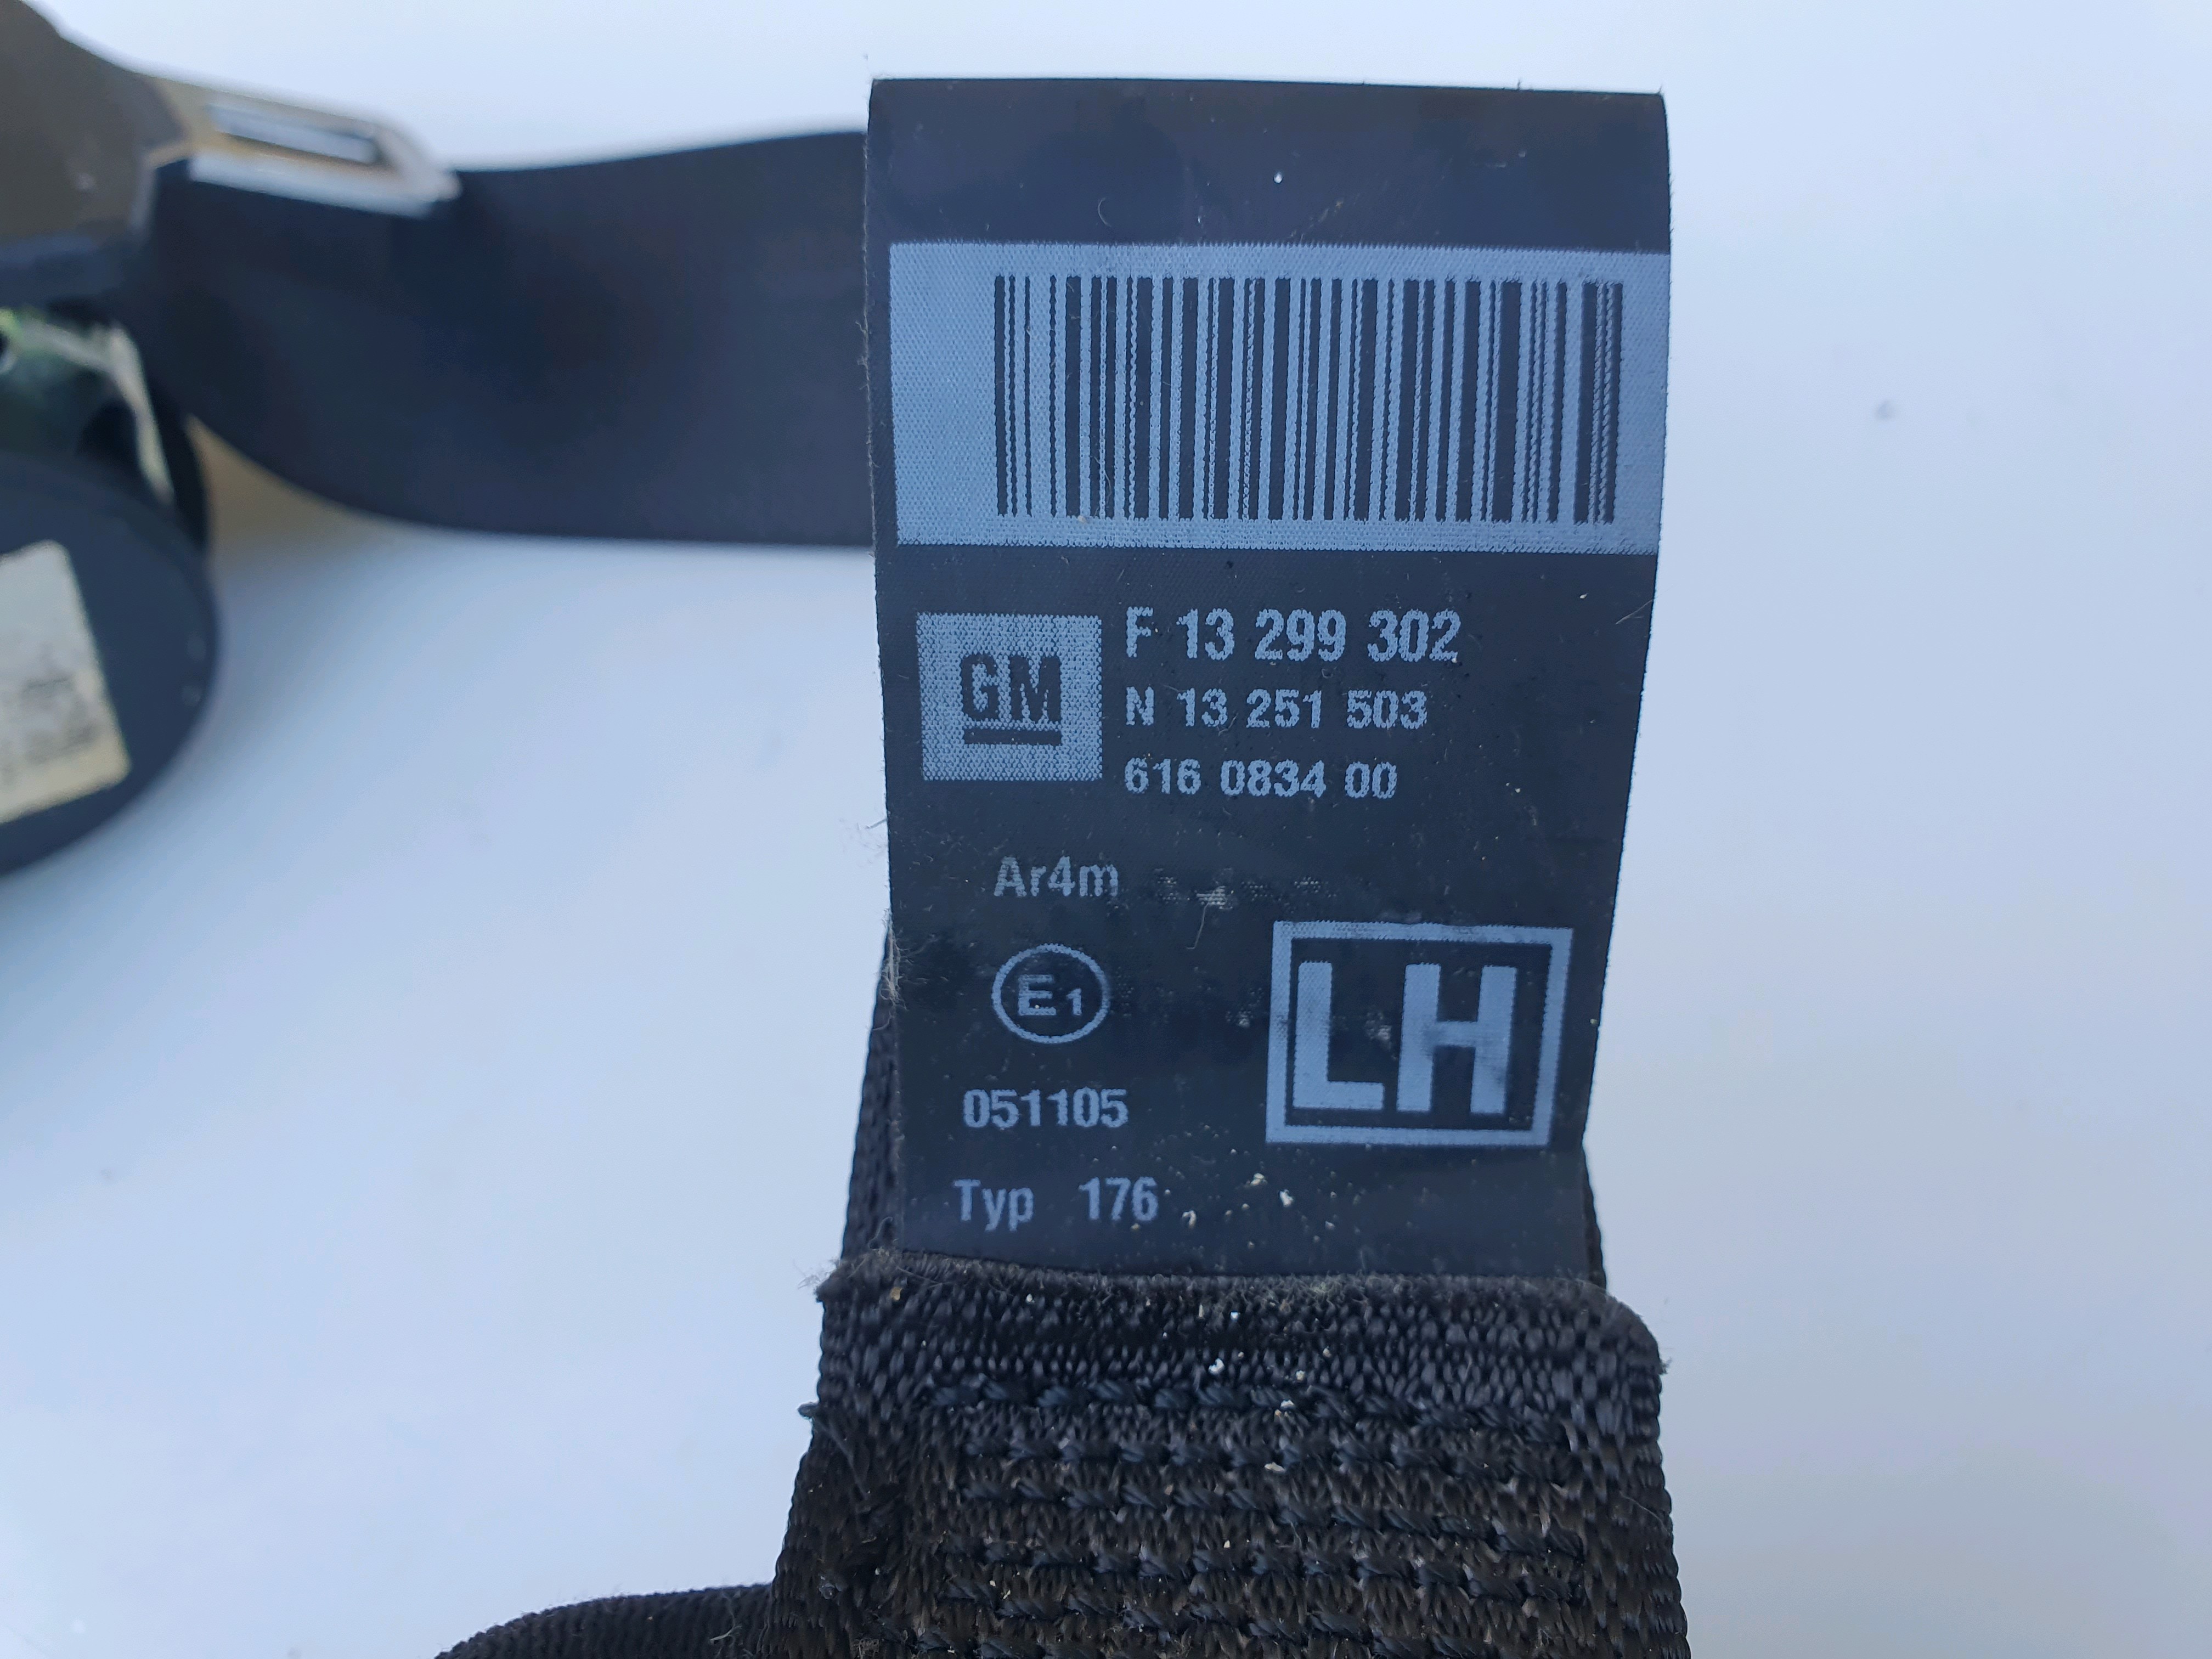 GM
F 13 299 302
N 13 251 503
616 0834 00
Ar4m
E1
LH
051105
Typ 176